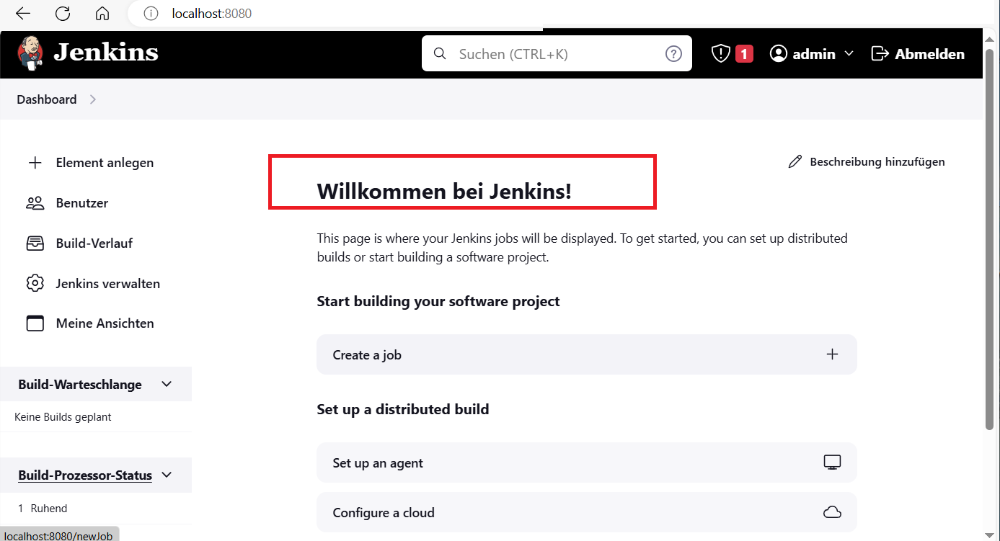 localhost:8080
Jenkins
Suchen (CTRL+K)
1
admin
Abmelden
Dashboard
Element anlegen
Benutzer
Build-Verlauf
Jenkins verwalten
Meine Ansichten
Build-Warteschlange
Keine Builds geplant
Build-Prozessor-Status
1 Ruhend
Beschreibung hinzufügen
Willkommen bei Jenkins!
This page is where your Jenkins jobs will be displayed. To get started, you can set up distributed
builds or start building a software project.
Start building your software project
Create a job
Set up a distributed build
Set up an agent
Configure a cloud
localhost:8080/newJob